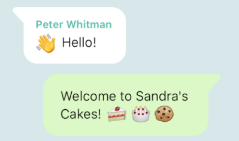 Peter Whitman
👋 Hello!
Welcome to Sandra's
Cakes! 🍰 🎂 🍪